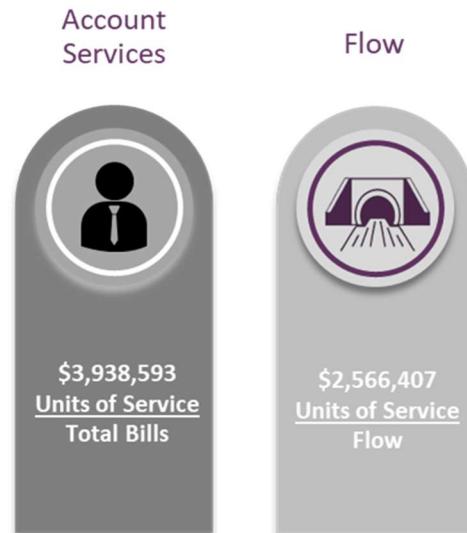 Account
Services
$3,938,593
Units of Service
Total Bills
Flow
$2,566,407
Units of Service
Flow